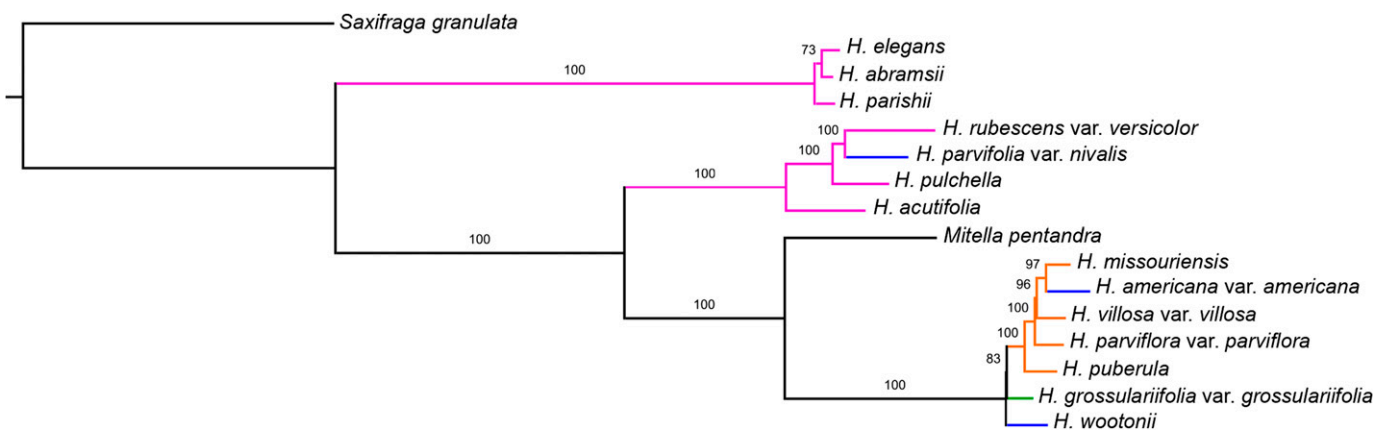 Saxifraga granulata
73 H. elegans
100 H. abramsii
H. parishii
100 H. rubescens var. versicolor
100 H. parvifolia var. nivalis
100 H. pulchella
H. acutifolia
100 Mitella pentandra
97 H. missouriensis
96 H. americana var. americana
100 100 H. villosa var. villosa
100 H. parviflora var. parviflora
83 H. puberula
100 H. grossulariifolia var. grossulariifolia
H. wootonii